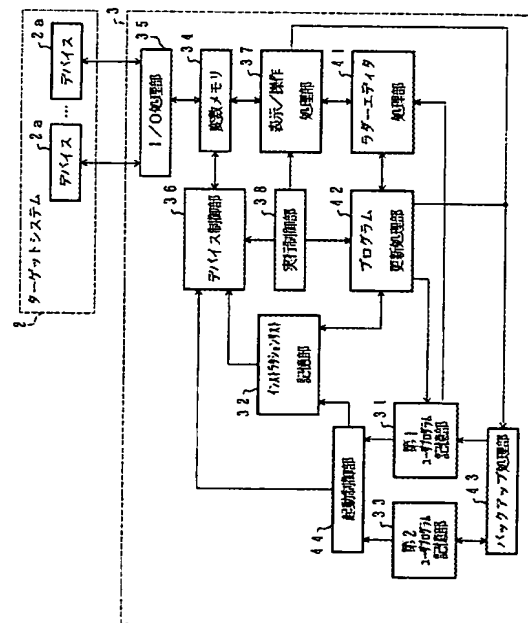 2
ターゲットシステム
デバイス
2a
…
デバイス
2a
3
I/O処理部
35
変数メモリ
34
表示/操作
処理部
37
ラダーエディタ
処理部
41
デバイス制御部
36
実行制御部
38
プログラム
更新処理部
42
インストラクションリスト
記憶部
32
起動制御部
44
第1
ユーザプログラム
記憶部
31
第2
ユーザプログラム
記憶部
33
バックアップ処理部
43